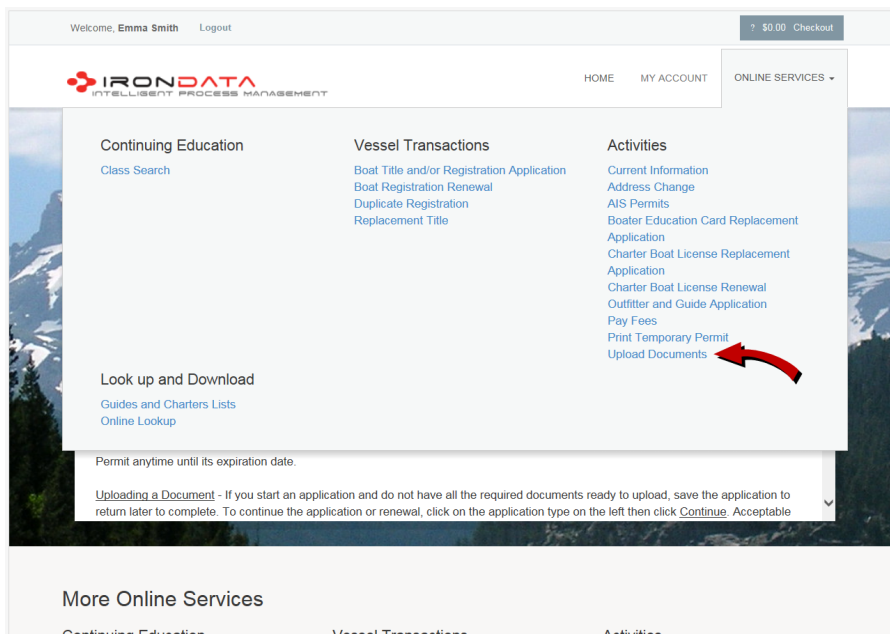 Welcome, Emma Smith Logout
? $0.00 Checkout
IRONDATA
INTELLIGENT PROCESS MANAGEMENT
HOME MY ACCOUNT ONLINE SERVICES
Continuing Education
Class Search
Vessel Transactions
Boat Title and/or Registration Application
Boat Registration Renewal
Duplicate Registration
Replacement Title
Activities
Current Information
Address Change
AIS Permits
Boater Education Card Replacement
Application
Charter Boat License Replacement
Application
Charter Boat License Renewal
Outfitter and Guide Application
Pay Fees
Print Temporary Permit
Upload Documents
Look up and Download
Guides and Charters Lists
Online Lookup
Permit anytime until its expiration date.
Uploading a Document - If you start an application and do not have all the required documents ready to upload, save the application to
return later to complete. To continue the application or renewal, click on the application type on the left then click Continue. Acceptable
More Online Services
Continuing Education Vessel Transactions Activities